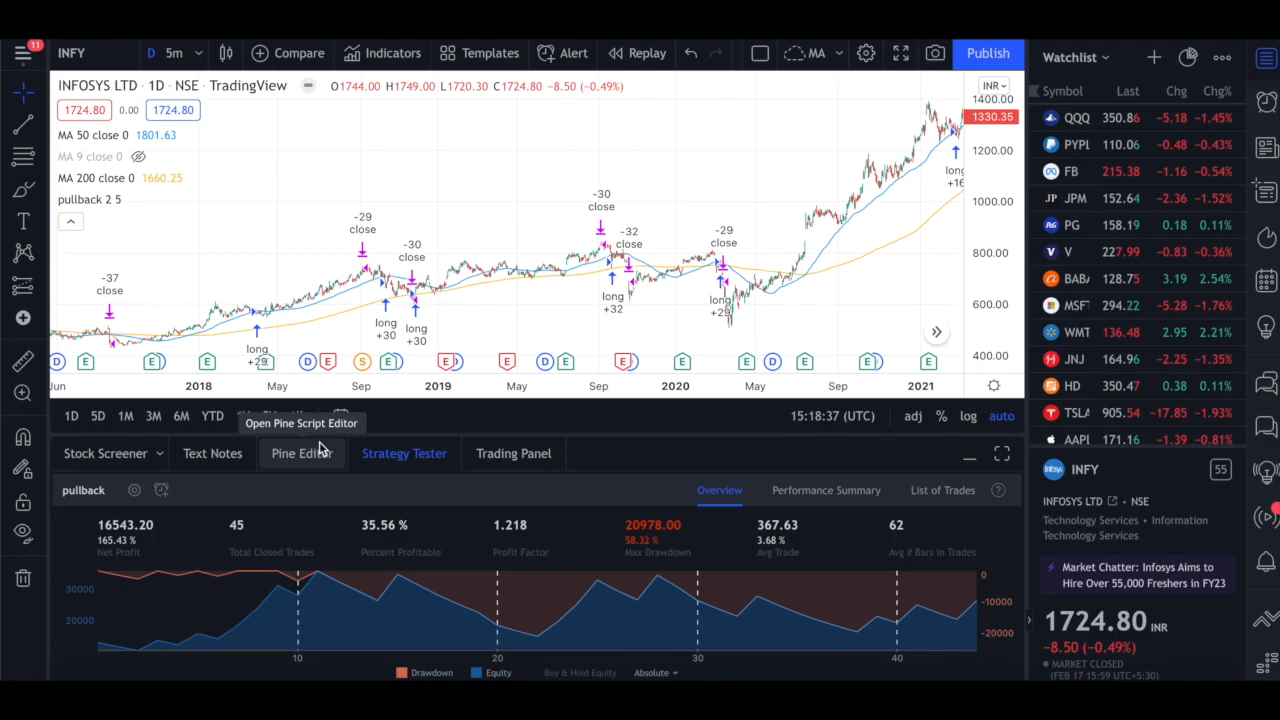 11
INFY
D 5m
Compare
Indicators
Templates
Alert
Replay
MA
Publish
Watchlist
INFOSYS LTD · 1D · NSE · TradingView
O1744.00 H1749.00 L1720.30 C1724.80 −8.50 (−0.49%)
1724.80 0.00 1724.80
MA 50 close 0 1801.63
MA 9 close 0
MA 200 close 0 1660.25
pullback 2 5
INR
1400.00
1330.35
1200.00
1000.00
800.00
600.00
400.00
-37
close
long
+29
-29
close
long
+30
-30
close
long
+30
-30
close
long
+32
-32
close
-29
close
long
+29
long
+16
D E E E E D E S E E D E D E E D E E D E E D E
Jun 2018 May Sep 2019 May Sep 2020 May Sep 2021
Symbol Last Chg Chg%
QQQ 350.86 −5.18 −1.45%
PYPL 110.06 −0.48 −0.43%
FB 215.38 −1.16 −0.54%
JPM 152.64 −2.36 −1.52%
PG 158.19 0.18 0.11%
V 227.99 −0.83 −0.36%
BABA 128.75 3.19 2.54%
MSFT 294.22 −5.28 −1.76%
WMT 136.48 2.95 2.21%
JNJ 164.96 −2.25 −1.35%
HD 350.47 0.38 0.11%
TSLA 905.54 −17.85 −1.93%
AAPL 171.16 −1.39 −0.81%
1D 5D 1M 3M 6M YTD
15:18:37 (UTC) adj % log auto
Open Pine Script Editor
Stock Screener
Text Notes
Pine Editor
Strategy Tester
Trading Panel
pullback
Overview
Performance Summary
List of Trades
16543.20 45 35.56 % 1.218 20978.00 367.63 62
165.43 % 58.32 % 3.68 %
Net Profit Total Closed Trades Percent Profitable Profit Factor Max Drawdown Avg Trade Avg # Bars in Trades
30000
20000
0
-10000
-20000
10 20 30 40
Drawdown Equity Buy & Hold Equity Absolute
INFY 55
INFOSYS LTD • NSE
Technology Services • Information
Technology Services
Market Chatter: Infosys Aims to
Hire Over 55,000 Freshers in FY23
1724.80 INR
−8.50 (−0.49%)
MARKET CLOSED
(FEB 17 15:59 UTC+5:30)